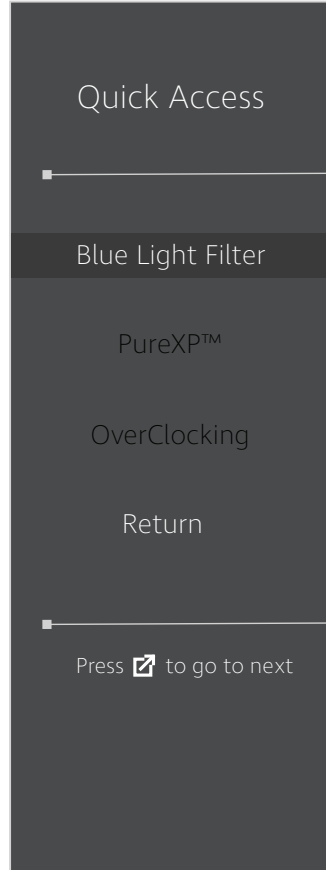 Quick Access
Blue Light Filter
PureXP™
OverClocking
Return
Press to go to next